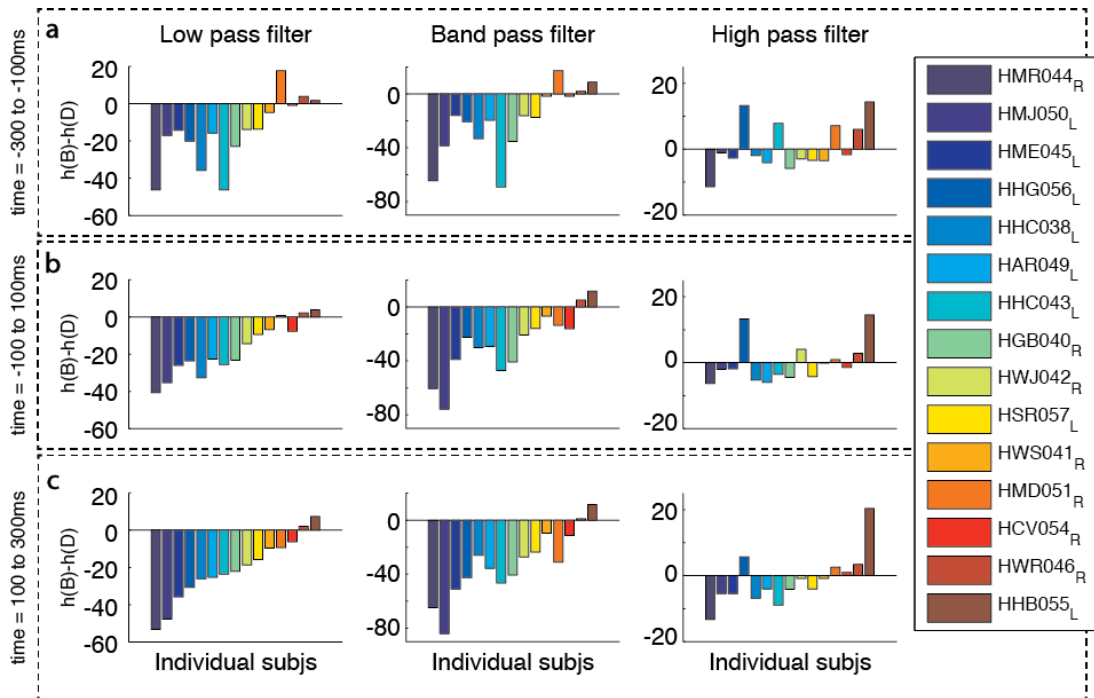 a
Low pass filter
Band pass filter
High pass filter
time = -300 to -100ms
h(B)-h(D)
20
0
-20
-40
-60
20
0
-40
-80
20
0
-20
b
time = -100 to 100ms
h(B)-h(D)
20
0
-20
-40
-60
0
-40
-80
20
0
-20
c
time = 100 to 300ms
h(B)-h(D)
20
0
-20
-40
-60
0
-40
-80
20
0
-20
Individual subjs
Individual subjs
Individual subjs
HMR044R
HMJ050L
HME045L
HHG056L
HHC038L
HAR049L
HHC043L
HGB040R
HWJ042R
HSR057L
HWS041R
HMD051R
HCV054R
HWR046R
HHB055L